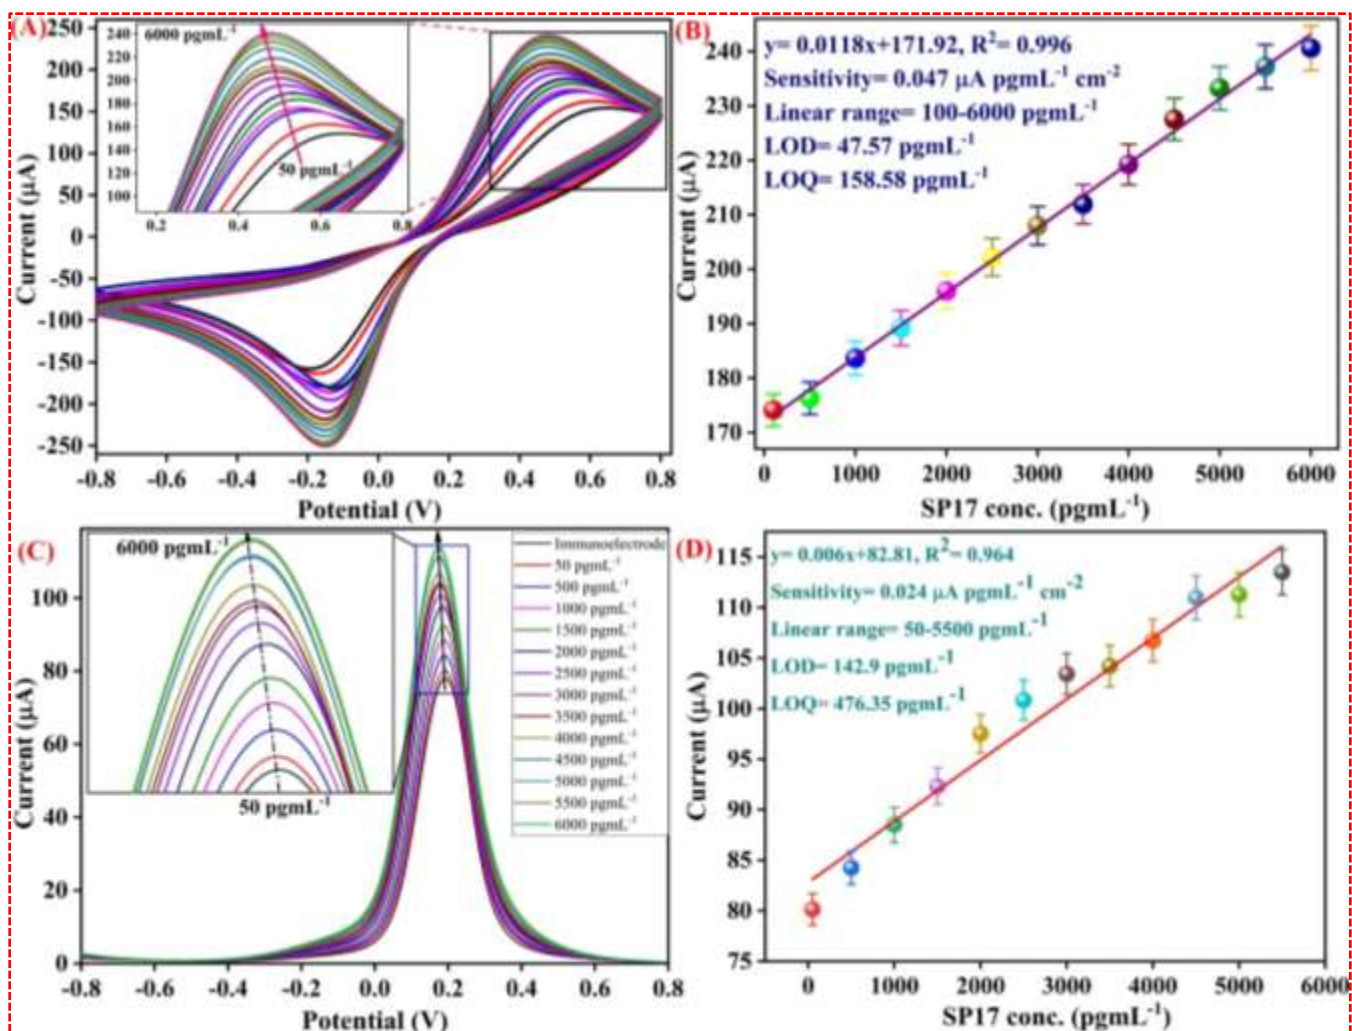 (A)
250
200
150
100
50
0
-50
-100
-150
-200
-250
Current (μA)
-0.8 -0.6 -0.4 -0.2 0.0 0.2 0.4 0.6 0.8
Potential (V)
240
220
200
180
160
140
120
100
0.2 0.4 0.6 0.8
6000 pgmL⁻¹
50 pgmL⁻¹
(B)
y= 0.0118x+171.92, R²= 0.996
Sensitivity= 0.047 μA pgmL⁻¹ cm⁻²
Linear range= 100-6000 pgmL⁻¹
LOD= 47.57 pgmL⁻¹
LOQ= 158.58 pgmL⁻¹
240
230
220
210
200
190
180
170
Current (μA)
0 1000 2000 3000 4000 5000 6000
SP17 conc. (pgmL⁻¹)
(C)
6000 pgmL⁻¹
50 pgmL⁻¹
Immunoelectrode
50 pgmL⁻¹
500 pgmL⁻¹
1000 pgmL⁻¹
1500 pgmL⁻¹
2000 pgmL⁻¹
2500 pgmL⁻¹
3000 pgmL⁻¹
3500 pgmL⁻¹
4000 pgmL⁻¹
4500 pgmL⁻¹
5000 pgmL⁻¹
5500 pgmL⁻¹
6000 pgmL⁻¹
100
80
60
40
20
0
Current (μA)
-0.8 -0.6 -0.4 -0.2 0.0 0.2 0.4 0.6 0.8
Potential (V)
(D)
y= 0.006x+82.81, R²= 0.964
Sensitivity= 0.024 μA pgmL⁻¹ cm⁻²
Linear range= 50-5500 pgmL⁻¹
LOD= 142.9 pgmL⁻¹
LOQ= 476.35 pgmL⁻¹
115
110
105
100
95
90
85
80
75
Current (μA)
0 1000 2000 3000 4000 5000 6000
SP17 conc. (pgmL⁻¹)